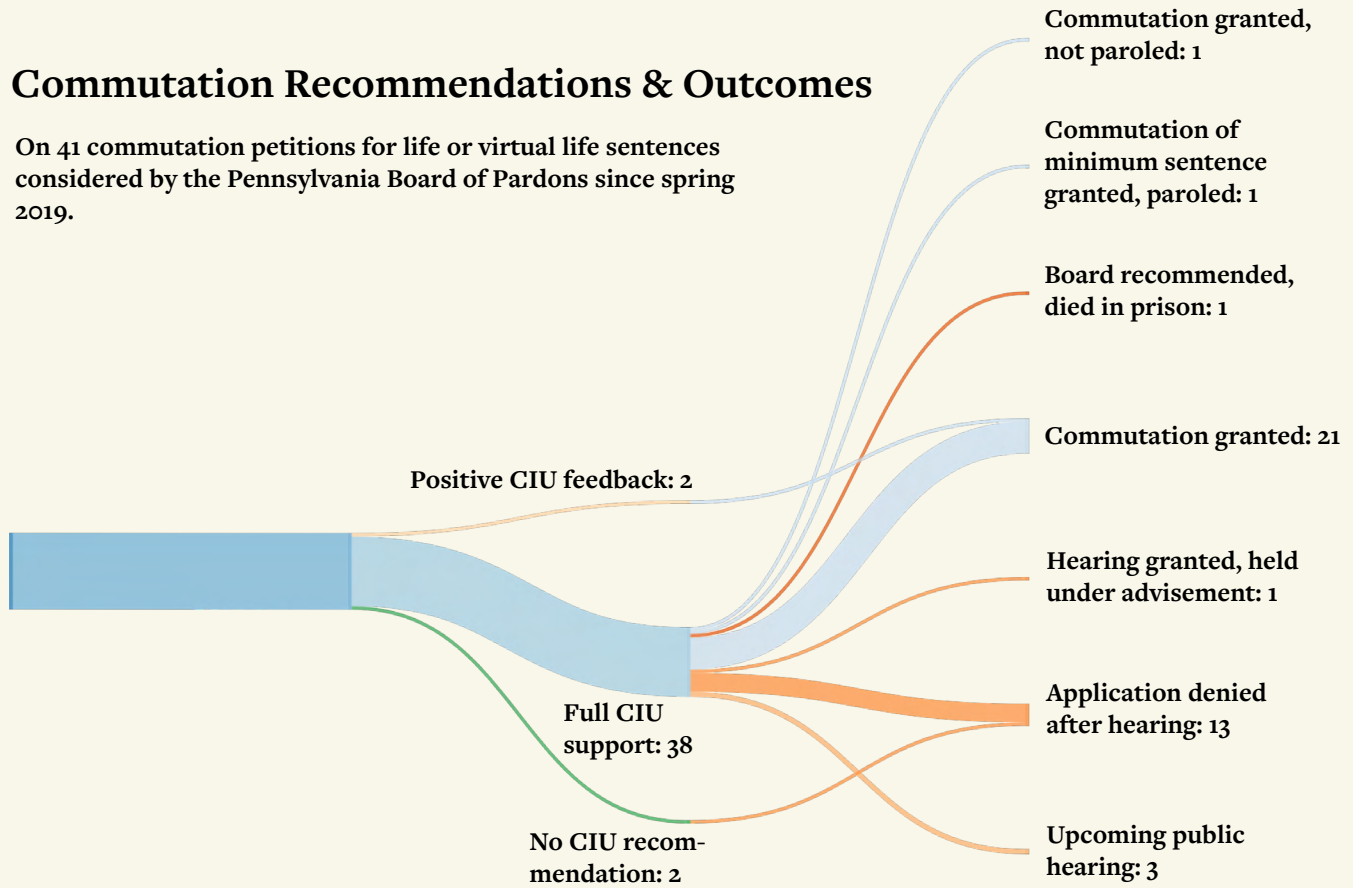 Commutation Recommendations & Outcomes
On 41 commutation petitions for life or virtual life sentences
considered by the Pennsylvania Board of Pardons since spring
2019.
Commutation granted,
not paroled: 1
Commutation of
minimum sentence
granted, paroled: 1
Board recommended,
died in prison: 1
Commutation granted: 21
Positive CIU feedback: 2
Hearing granted, held
under advisement: 1
Full CIU
support: 38
Application denied
after hearing: 13
No CIU recom-
mendation: 2
Upcoming public
hearing: 3